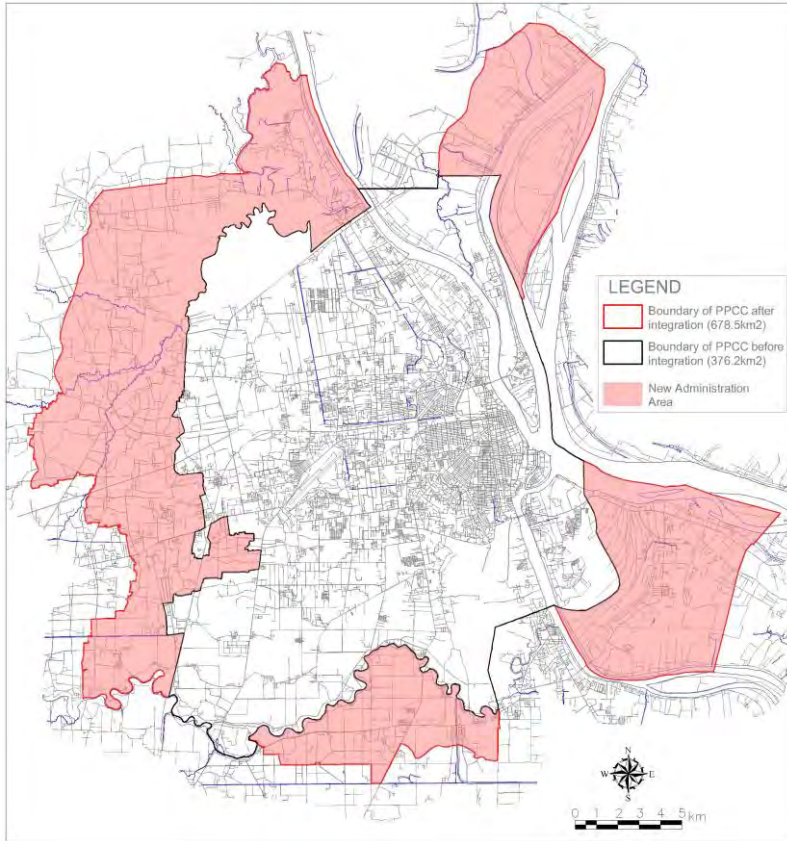 LEGEND
Boundary of PPCC after
integration (678.5km2)
Boundary of PPCC before
integration (376.2km2)
New Administration
Area
N
W E
S
0 1 2 3 4 5 km